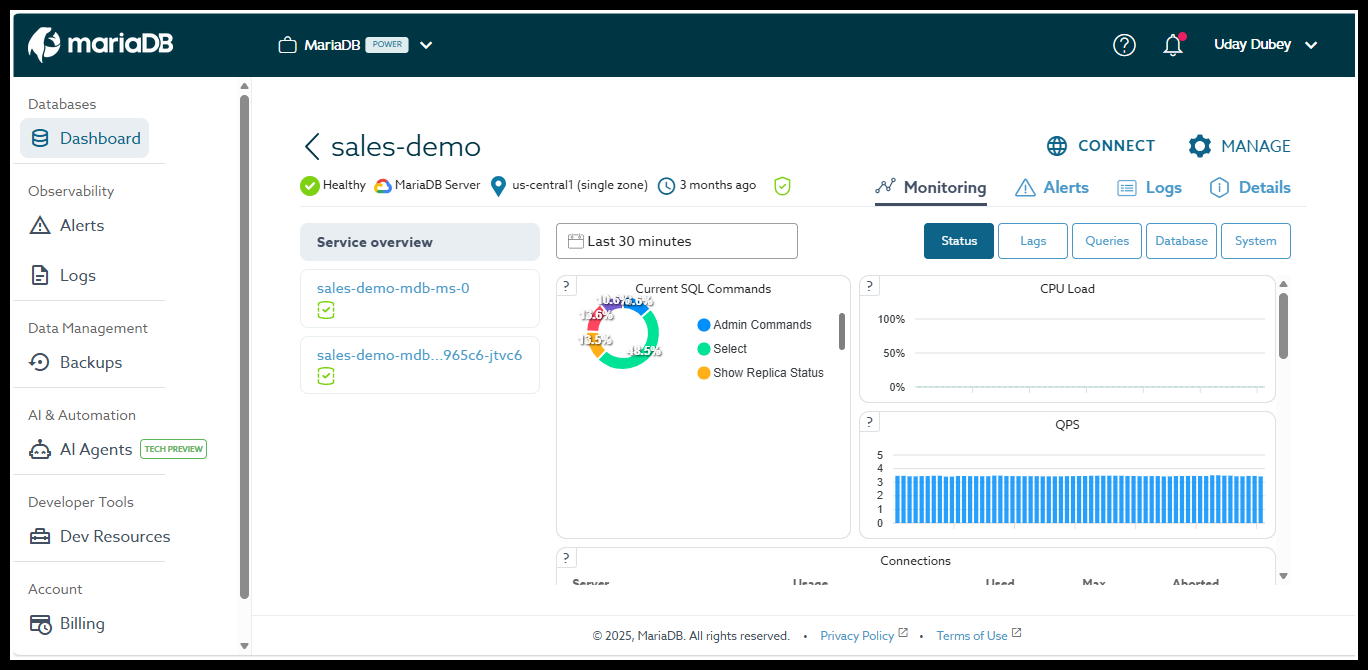 mariaDB
MariaDB POWER
Uday Dubey
Databases
Dashboard
Observability
Alerts
Logs
Data Management
Backups
AI & Automation
AI Agents TECH PREVIEW
Developer Tools
Dev Resources
Account
Billing
sales-demo
CONNECT
MANAGE
Healthy MariaDB Server us-central1 (single zone) 3 months ago
Monitoring Alerts Logs Details
Service overview
sales-demo-mdb-ms-0
sales-demo-mdb...965c6-jtvc6
Last 30 minutes
Status Lags Queries Database System
?
Current SQL Commands
10.6%
13.6%
13.5%
48.5%
Admin Commands
Select
Show Replica Status
?
CPU Load
100%
50%
0%
?
QPS
5
4
3
2
1
0
?
Connections
Server Usage Used Max Aborted
© 2025, MariaDB. All rights reserved. • Privacy Policy • Terms of Use